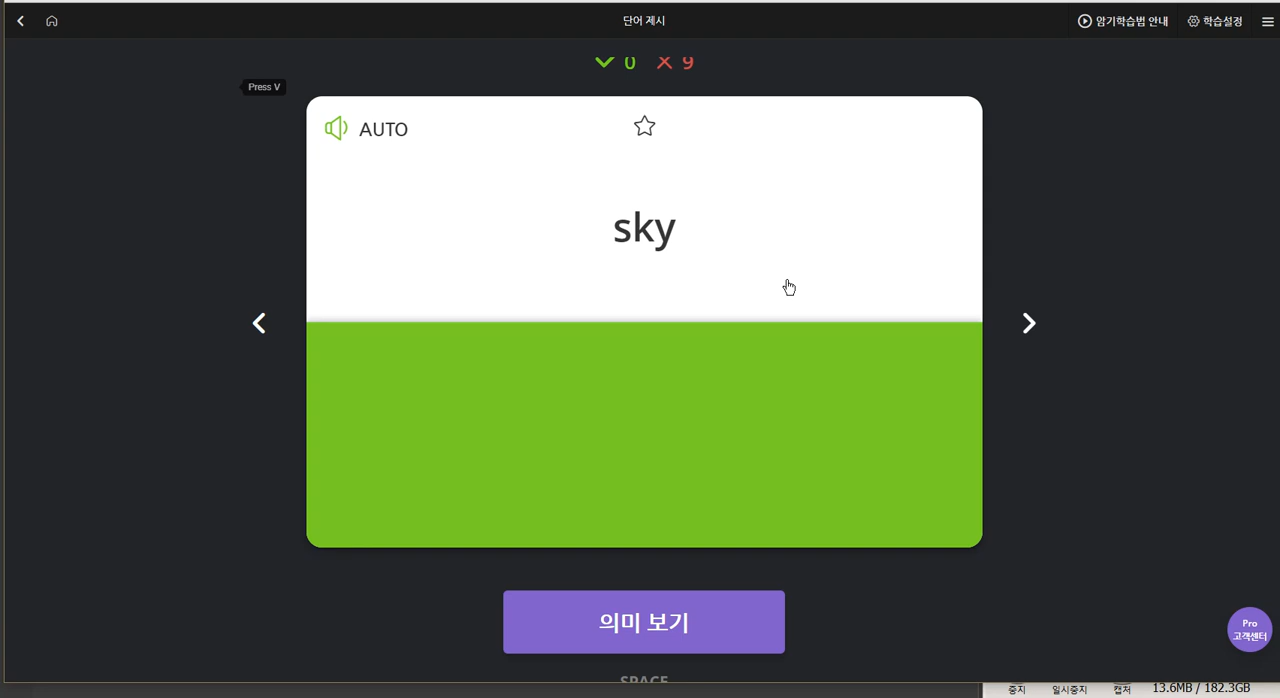 단어 제시
암기학습법 안내
학습설정
0
9
Press V
AUTO
sky
의미 보기
SPACE
Pro
고객센터
중지
일시중지
캡처
13.6MB / 182.3GB